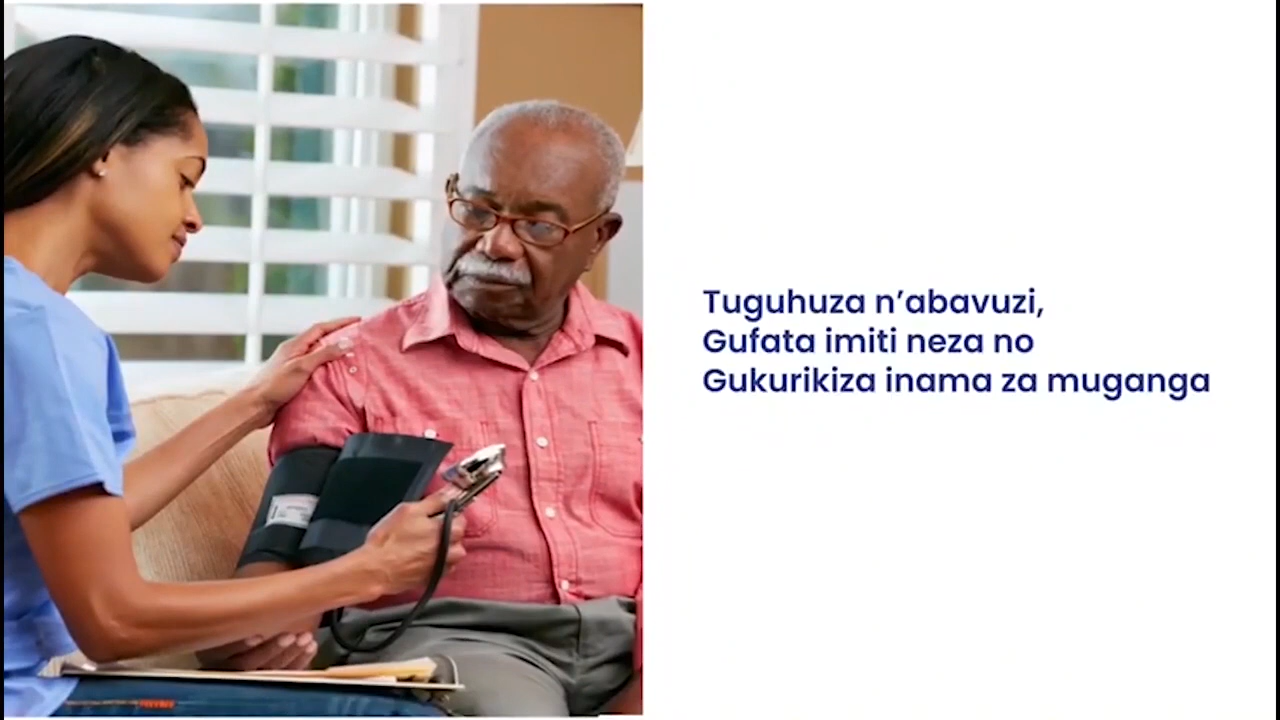 Tuguhuza n’abavuzi,
Gufata imiti neza no
Gukurikiza inama za muganga